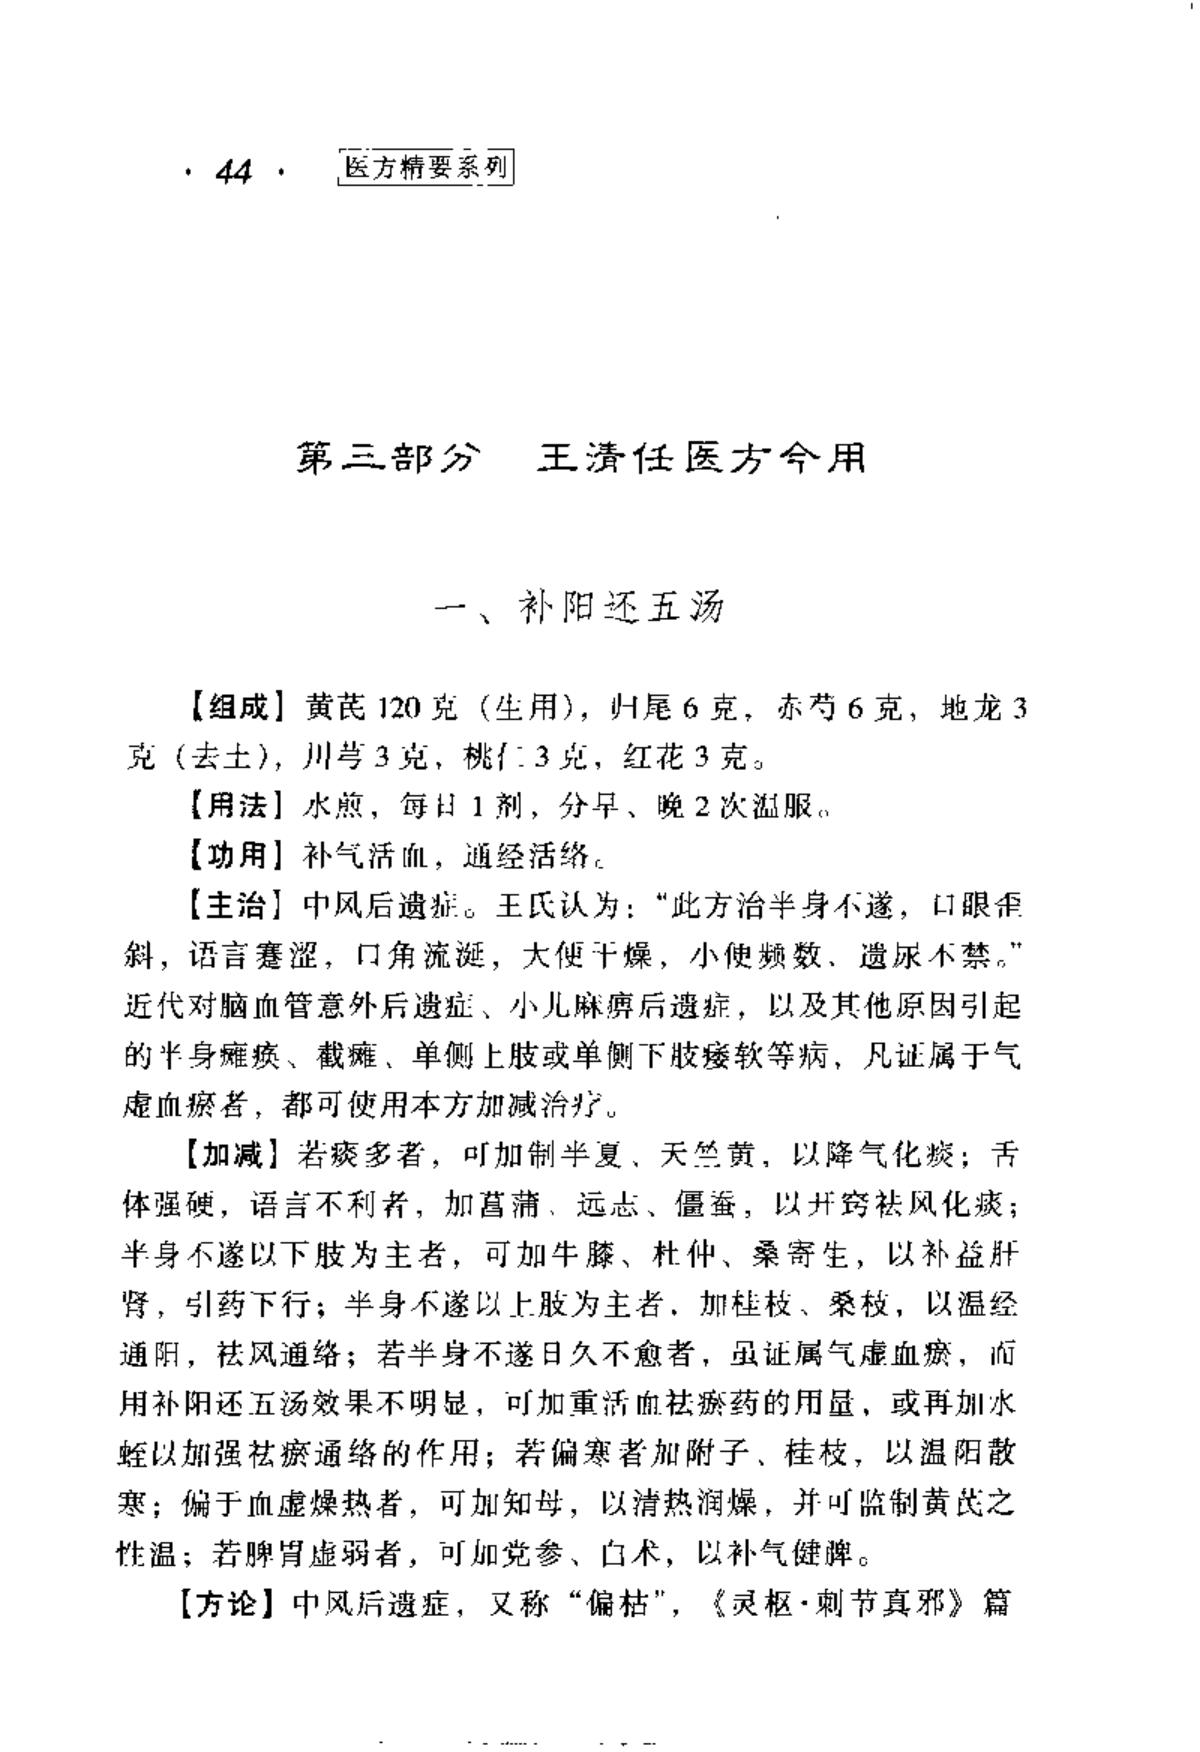 · 44 · 医方精要系列
第三部分 王清任医方今用
一、补阳还五汤
【组成】黄芪 120 克（生用），归尾 6 克，赤芍 6 克，地龙 3
克（去土），川芎 3 克，桃仁 3 克，红花 3 克。
【用法】水煎，每日 1 剂，分早、晚 2 次温服。
【功用】补气活血，通经活络。
【主治】中风后遗症。王氏认为：“此方治半身不遂，口眼歪
斜，语言蹇涩，口角流涎，大便干燥，小便频数、遗尿不禁。”
近代对脑血管意外后遗症、小儿麻痹后遗症，以及其他原因引起
的半身瘫痪、截瘫、单侧上肢或单侧下肢痿软等病，凡证属于气
虚血瘀者，都可使用本方加减治疗。
【加减】若痰多者，可加制半夏、天竺黄，以降气化痰；舌
体强硬，语言不利者，加菖蒲、远志、僵蚕，以开窍祛风化痰；
半身不遂以下肢为主者，可加牛膝、杜仲、桑寄生，以补益肝
肾，引药下行；半身不遂以上肢为主者，加桂枝、桑枝，以温经
通阳，祛风通络；若半身不遂日久不愈者，虽证属气虚血瘀，而
用补阳还五汤效果不明显，可加重活血祛瘀药的用量，或再加水
蛭以加强祛瘀通络的作用；若偏寒者加附子、桂枝，以温阳散
寒；偏于血虚燥热者，可加知母，以清热润燥，并可监制黄芪之
性温；若脾胃虚弱者，可加党参、白术，以补气健脾。
【方论】中风后遗症，又称“偏枯”，《灵枢·刺节真邪》篇